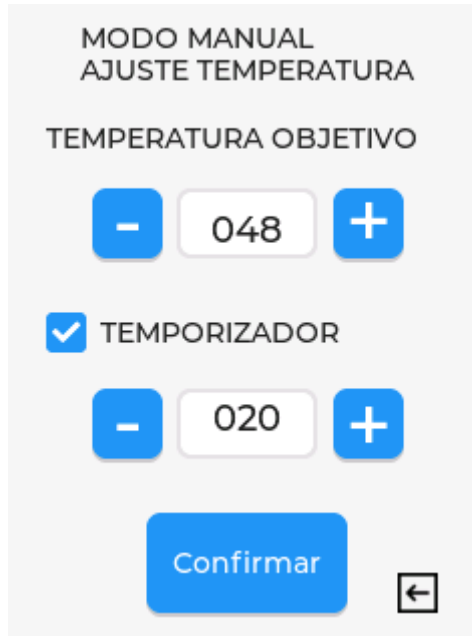 MODO MANUAL
AJUSTE TEMPERATURA
TEMPERATURA OBJETIVO
- 048 +
TEMPORIZADOR
- 020 +
Confirmar